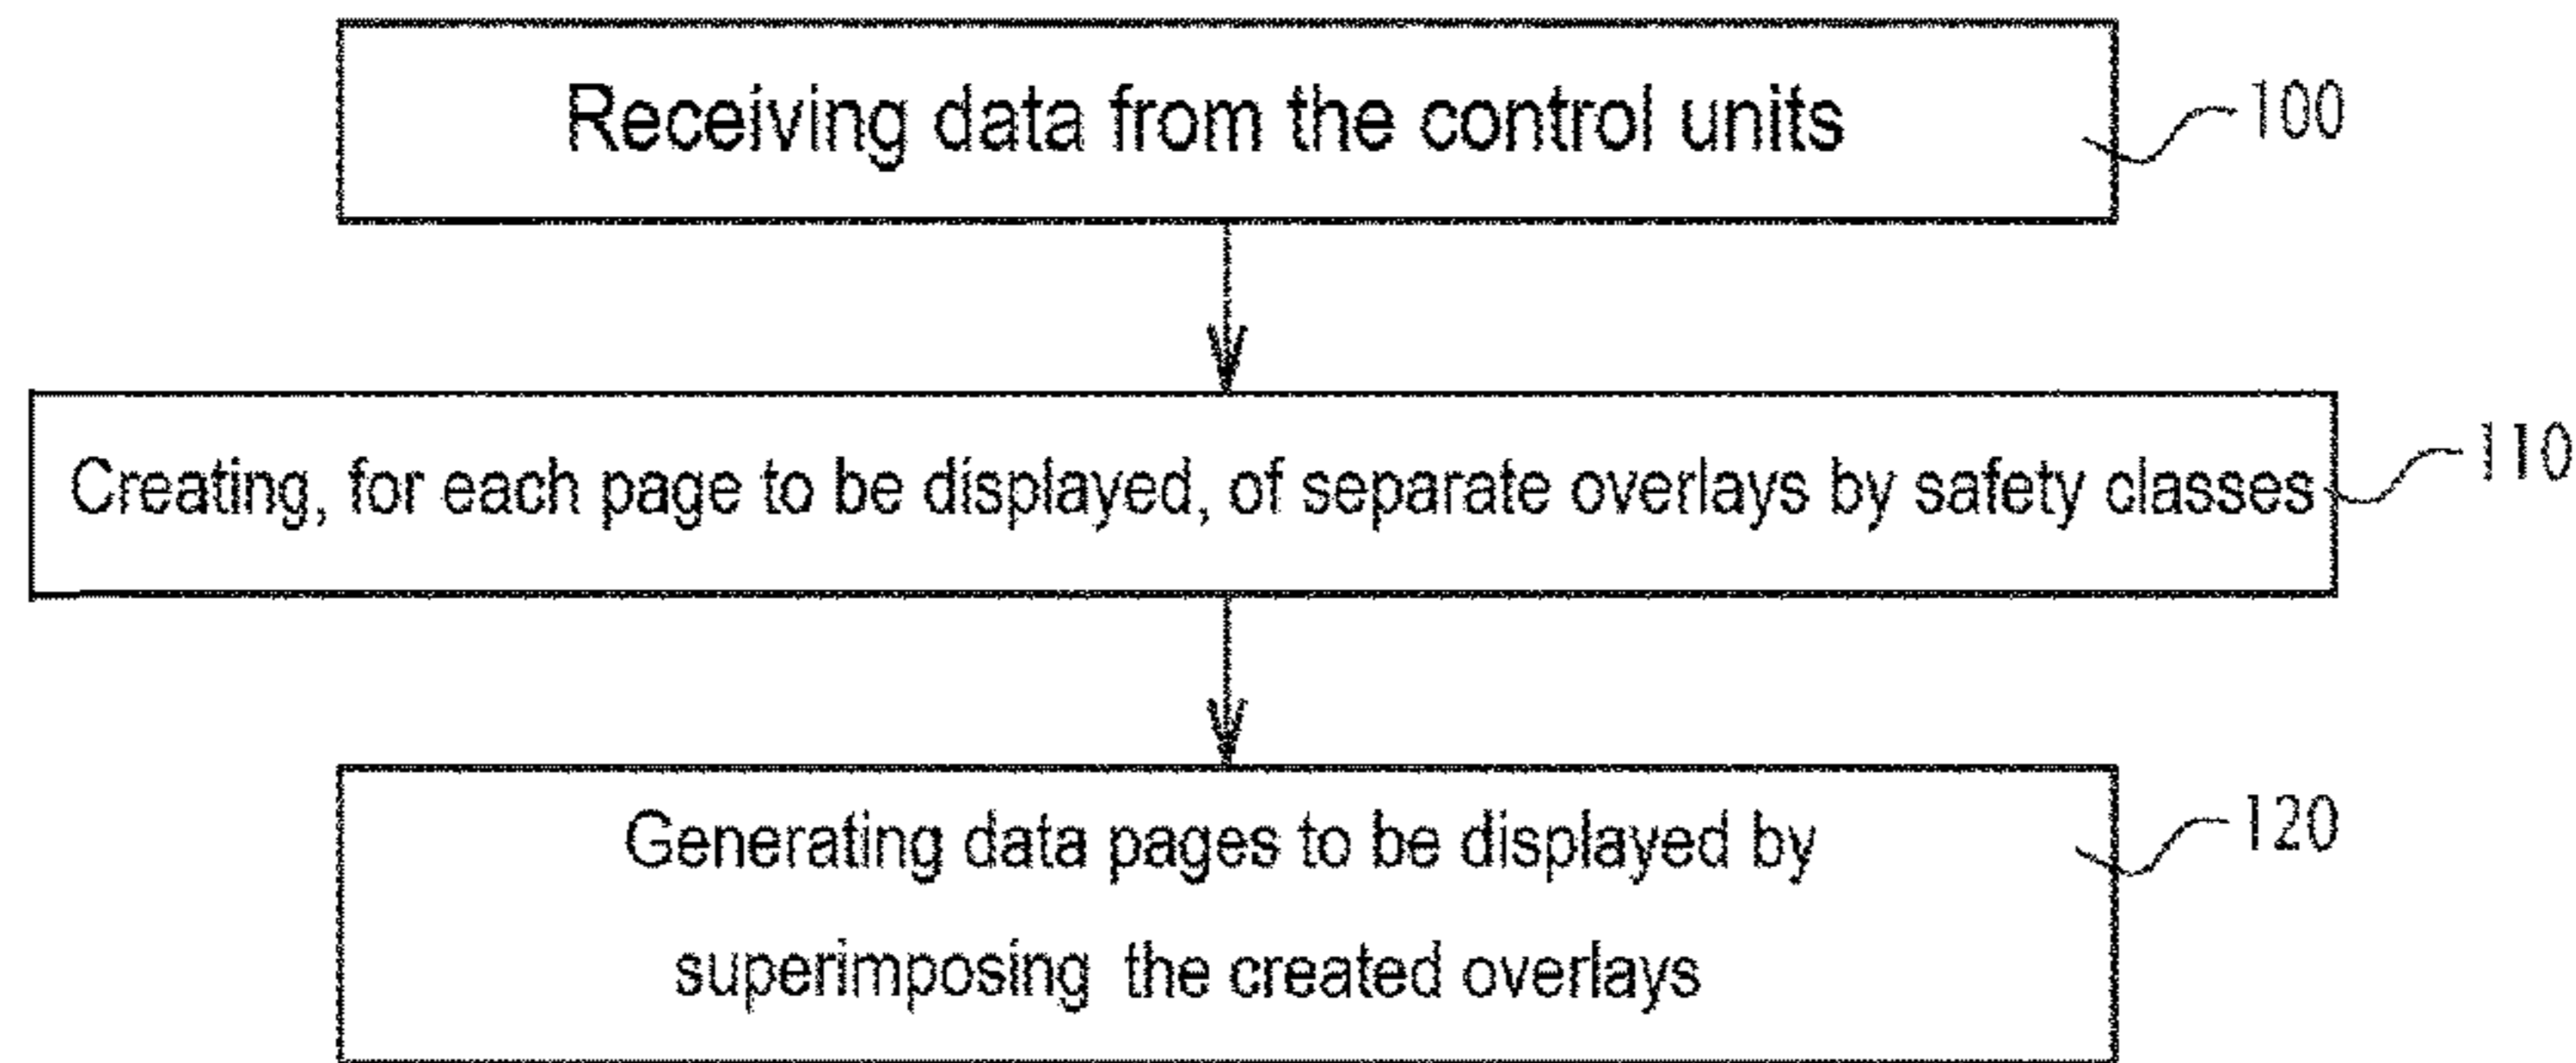 Receiving data from the control units
100
Creating, for each page to be displayed, of separate overlays by safety classes
110
Generating data pages to be displayed by
120
superimposing the created overlays